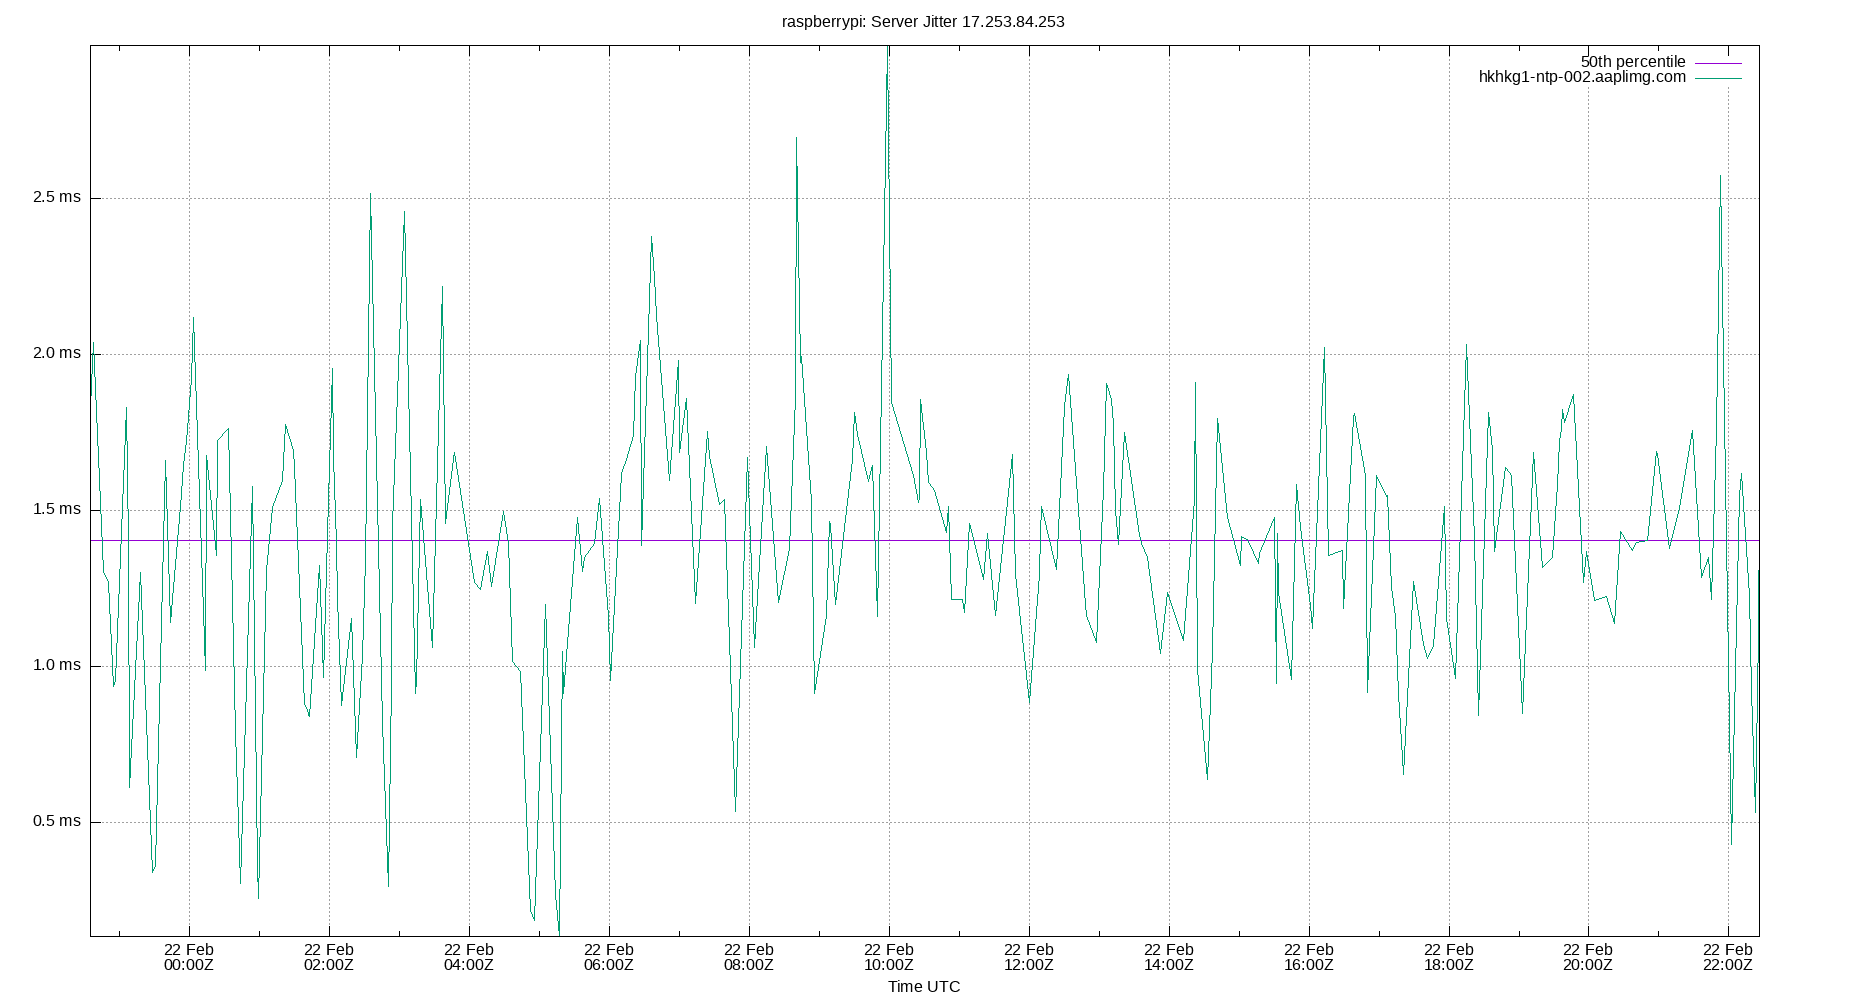 raspberrypi: Server Jitter 17.253.84.253
50th percentile
hkhkg1-ntp-002.aaplimg.com
2.5 ms
2.0 ms
1.5 ms
1.0 ms
0.5 ms
22 Feb 22 Feb 22 Feb 22 Feb 22 Feb 22 Feb 22 Feb 22 Feb 22 Feb 22 Feb 22 Feb 22 Feb
00:00Z 02:00Z 04:00Z 06:00Z 08:00Z 10:00Z 12:00Z 14:00Z 16:00Z 18:00Z 20:00Z 22:00Z
Time UTC